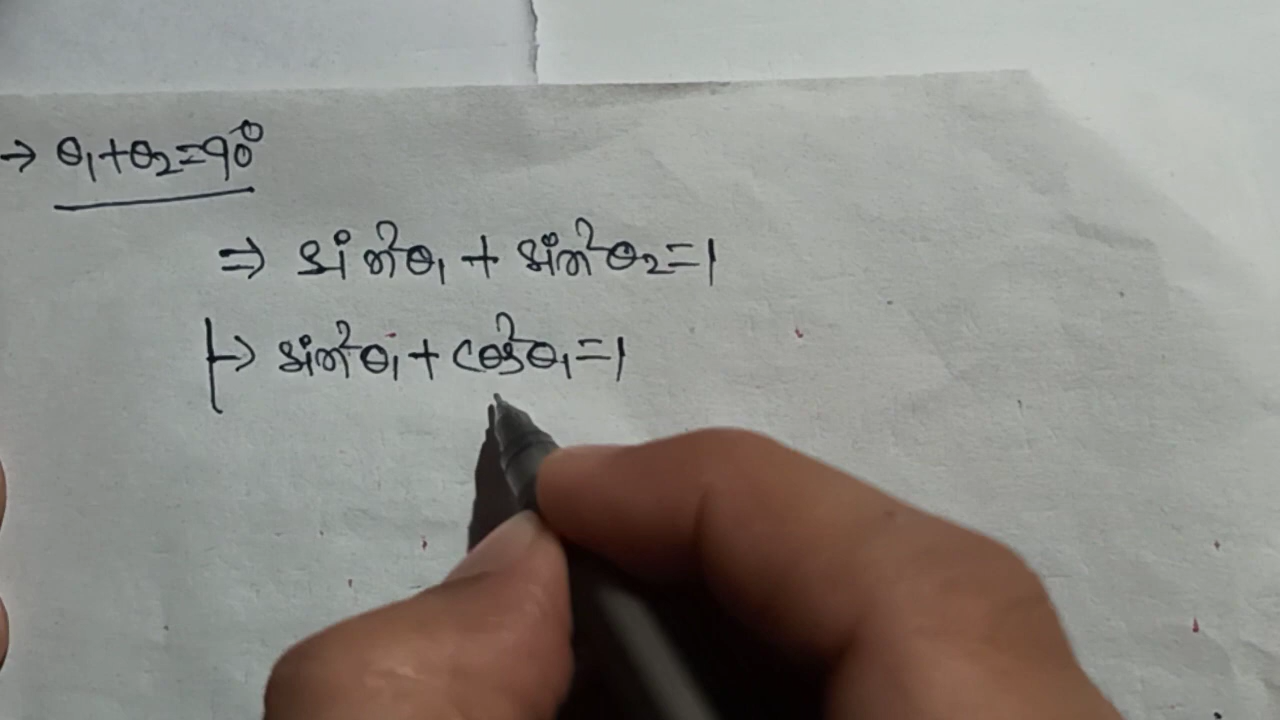 → θ₁+θ₂=90°
⇒ sin²θ₁ + sin²θ₂=1
↦ sin²θ₁ + cos²θ₁=1